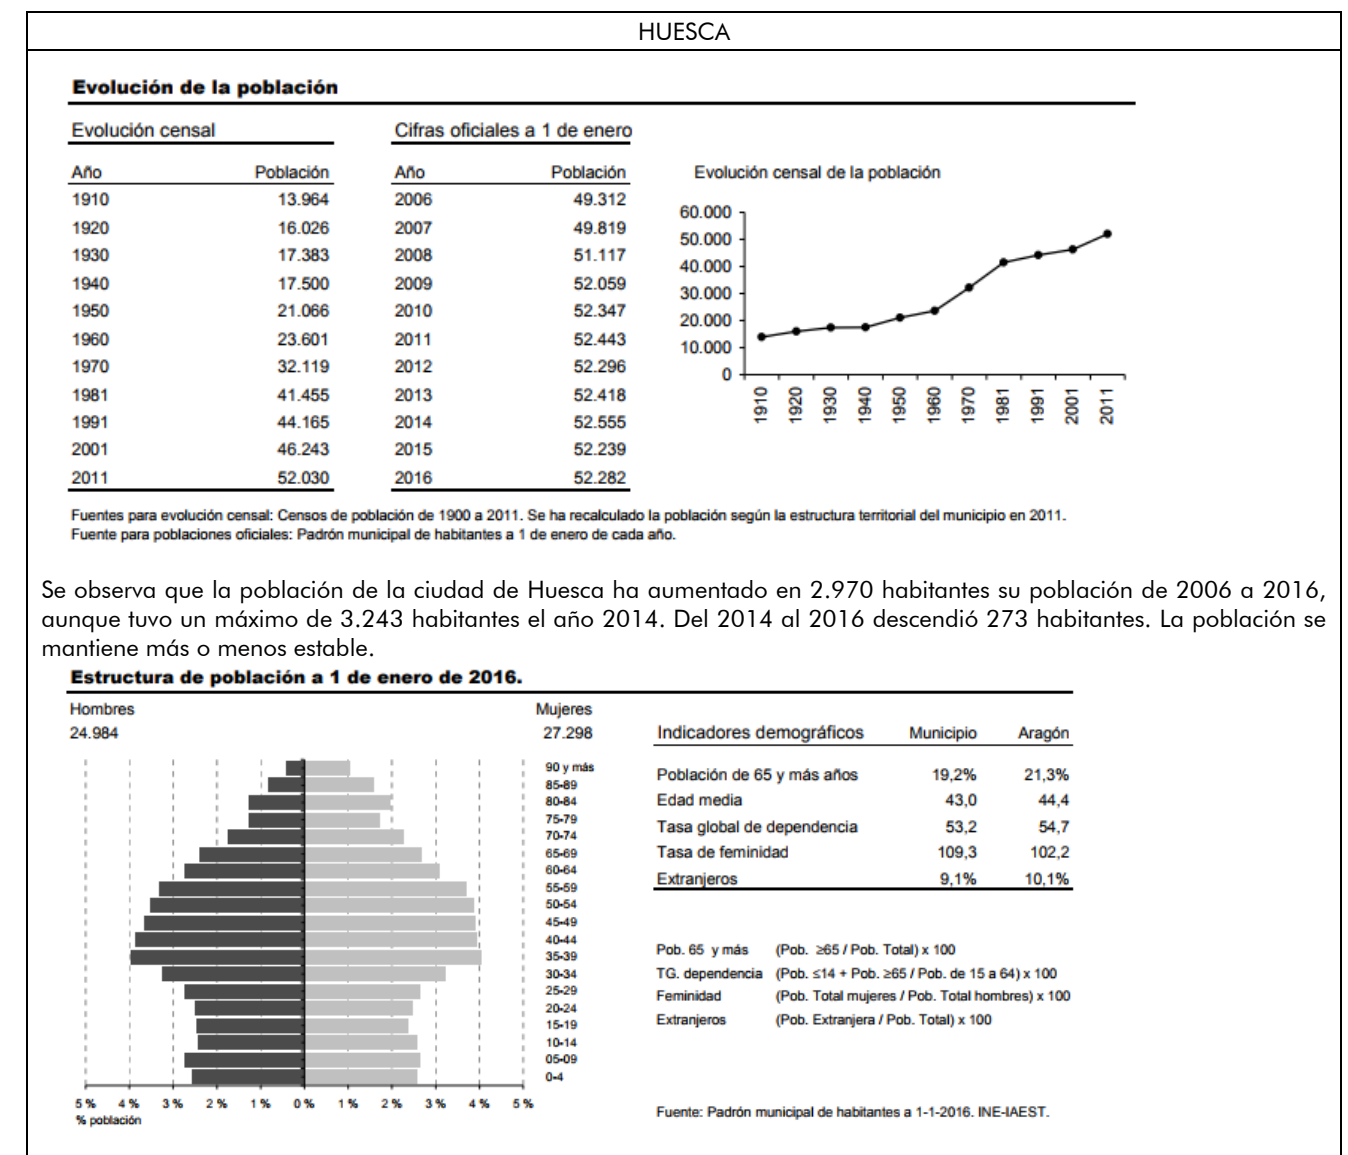 HUESCA
Evolución de la población
Evolución censal
Año Población
1910 13.964
1920 16.026
1930 17.383
1940 17.500
1950 21.066
1960 23.601
1970 32.119
1981 41.455
1991 44.165
2001 46.243
2011 52.030
Cifras oficiales a 1 de enero
Año Población
2006 49.312
2007 49.819
2008 51.117
2009 52.059
2010 52.347
2011 52.443
2012 52.296
2013 52.418
2014 52.555
2015 52.239
2016 52.282
Evolución censal de la población
60.000
50.000
40.000
30.000
20.000
10.000
0
1910 1920 1930 1940 1950 1960 1970 1981 1991 2001 2011
Fuentes para evolución censal: Censos de población de 1900 a 2011. Se ha recalculado la población según la estructura territorial del municipio en 2011.
Fuente para poblaciones oficiales: Padrón municipal de habitantes a 1 de enero de cada año.
Se observa que la población de la ciudad de Huesca ha aumentado en 2.970 habitantes su población de 2006 a 2016,
aunque tuvo un máximo de 3.243 habitantes el año 2014. Del 2014 al 2016 descendió 273 habitantes. La población se
mantiene más o menos estable.
Estructura de población a 1 de enero de 2016.
Hombres Mujeres
24.984 27.298
90 y más
85-89
80-84
75-79
70-74
65-69
60-64
55-59
50-54
45-49
40-44
35-39
30-34
25-29
20-24
15-19
10-14
05-09
0-4
5 % 4 % 3 % 2 % 1 % 0 % 1 % 2 % 3 % 4 % 5 %
% población
Indicadores demográficos Municipio Aragón
Población de 65 y más años 19,2% 21,3%
Edad media 43,0 44,4
Tasa global de dependencia 53,2 54,7
Tasa de feminidad 109,3 102,2
Extranjeros 9,1% 10,1%
Pob. 65 y más (Pob. ≥65 / Pob. Total) x 100
TG. dependencia (Pob. ≤14 + Pob. ≥65 / Pob. de 15 a 64) x 100
Feminidad (Pob. Total mujeres / Pob. Total hombres) x 100
Extranjeros (Pob. Extranjera / Pob. Total) x 100
Fuente: Padrón municipal de habitantes a 1-1-2016. INE-IAEST.